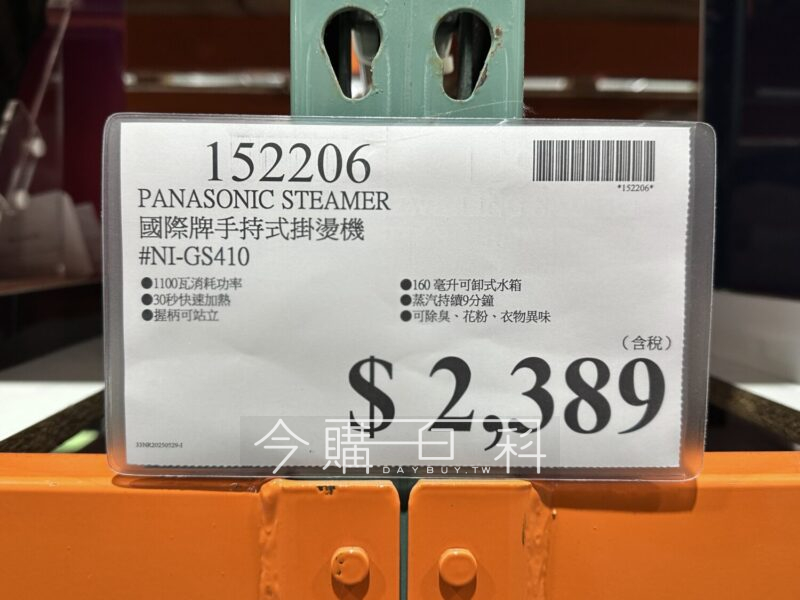 152206
*152206*
PANASONIC STEAMER
國際牌手持式掛燙機
#NI-GS410
●1100瓦消耗功率
●30秒快速加熱
●握柄可站立
●160 毫升可卸式水箱
●蒸汽持續9分鐘
●可除臭、花粉、衣物異味
(含稅)
$ 2,389
33NR20250529-I
今購百科
DAYBUY.TW